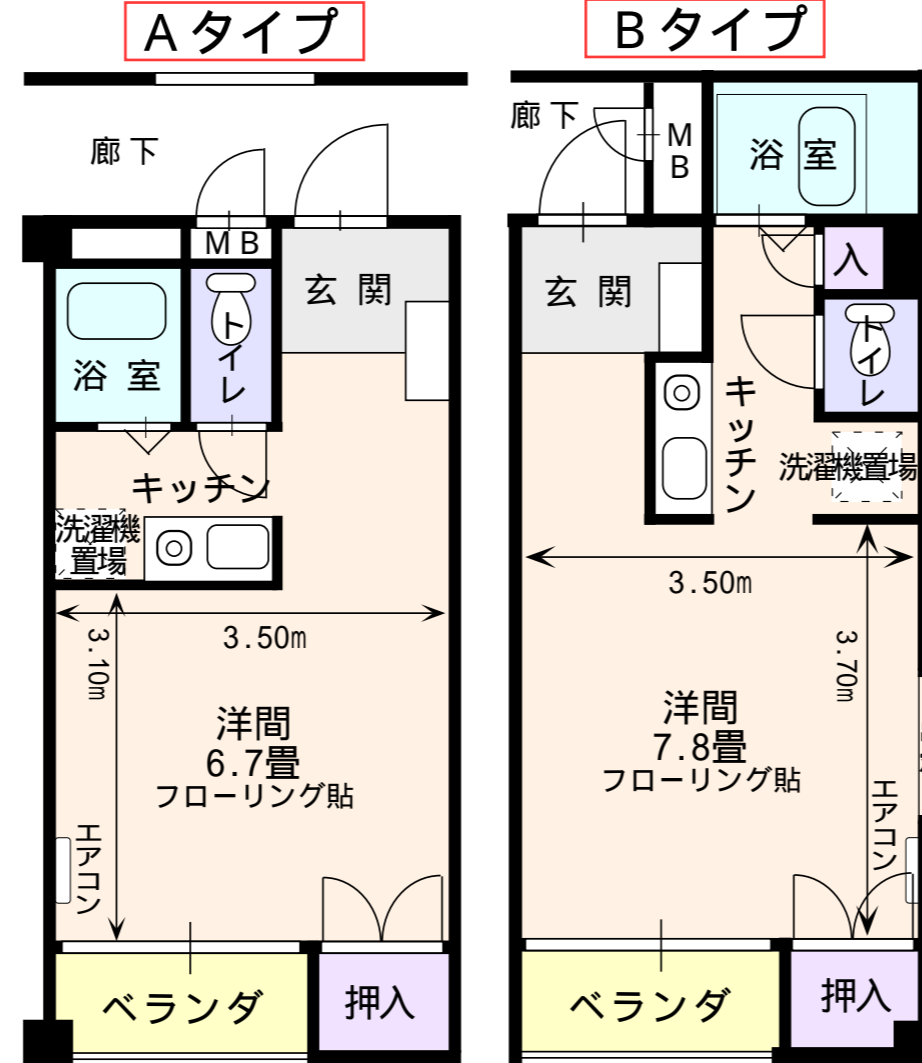 Aタイプ
廊下
MB
玄関
浴室
トイレ
キッチン
洗濯機
置場
3.50m
3.10m
洋間
6.7畳
フローリング貼
エアコン
ベランダ
押入
Bタイプ
廊下
MB
浴室
玄関
入
トイレ
キッチン
洗濯機置場
3.50m
3.70m
洋間
7.8畳
フローリング貼
エアコン
ベランダ
押入